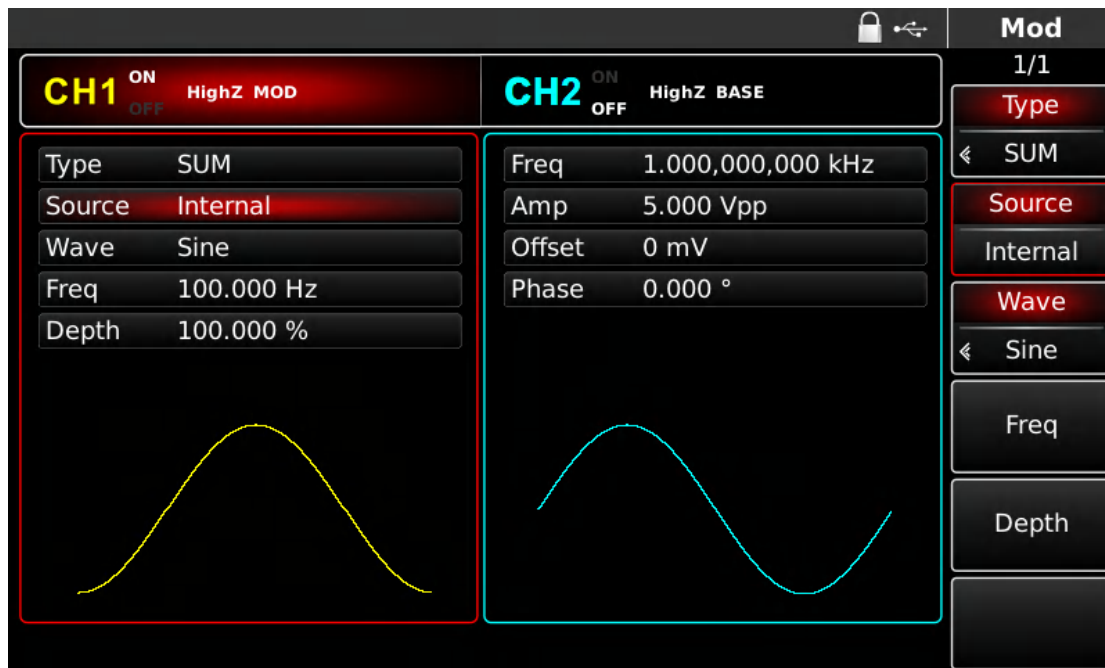 Mod
1/1
CH1 ON OFF HighZ MOD
CH2 ON OFF HighZ BASE
Type SUM
Source Internal
Wave Sine
Freq 100.000 Hz
Depth 100.000 %
Freq 1.000,000,000 kHz
Amp 5.000 Vpp
Offset 0 mV
Phase 0.000 °
Type
SUM
Source
Internal
Wave
Sine
Freq
Depth